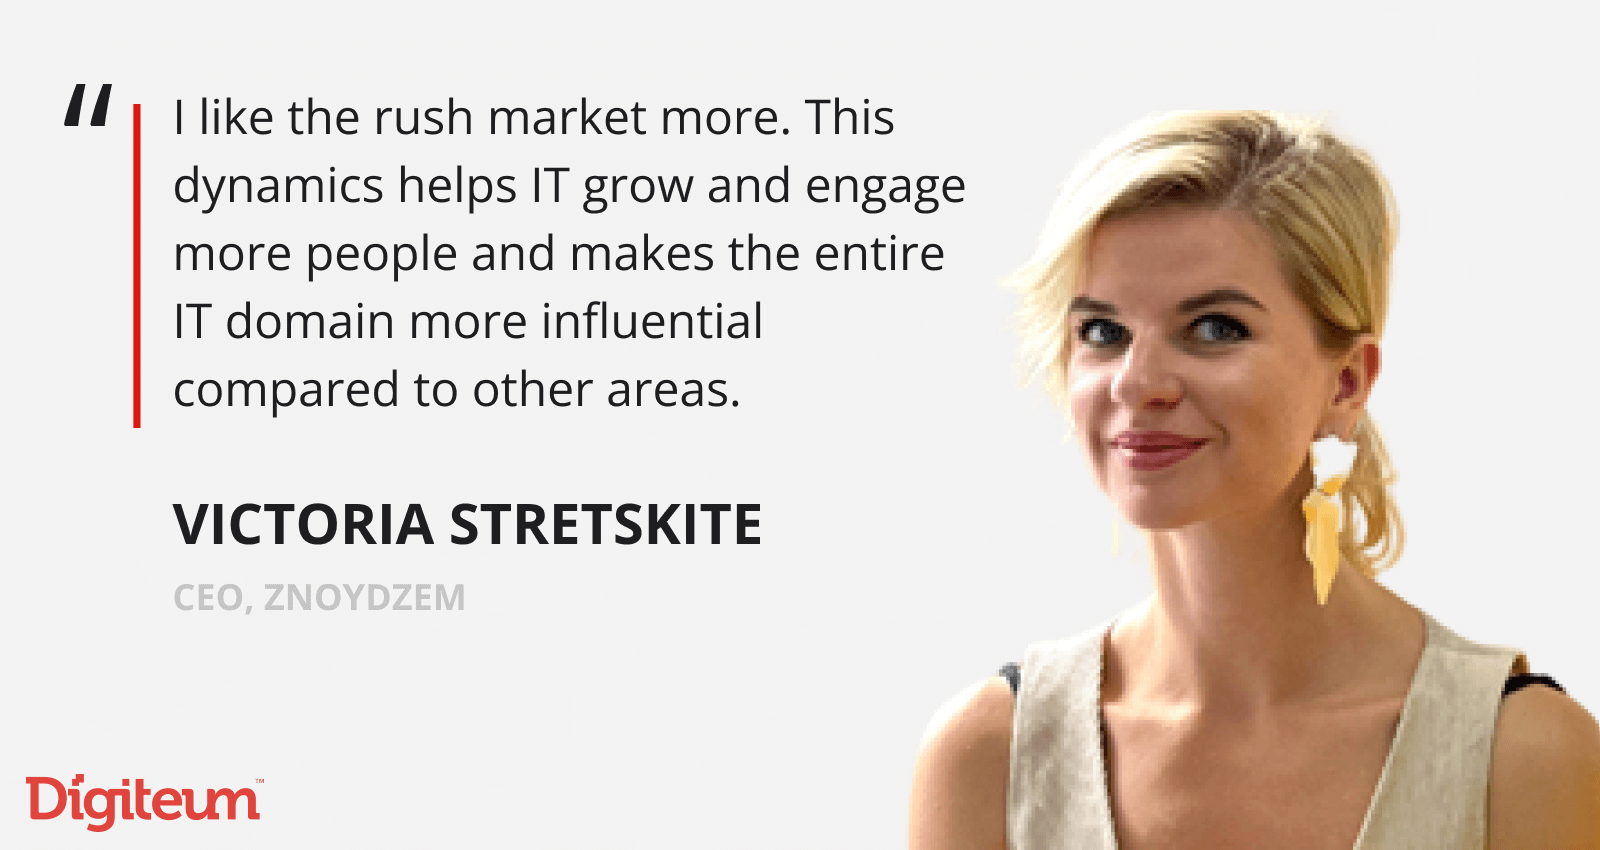 “
I like the rush market more. This
dynamics helps IT grow and engage
more people and makes the entire
IT domain more influential
compared to other areas.
VICTORIA STRETSKITE
CEO, ZNOYDZEM
Digiteum™